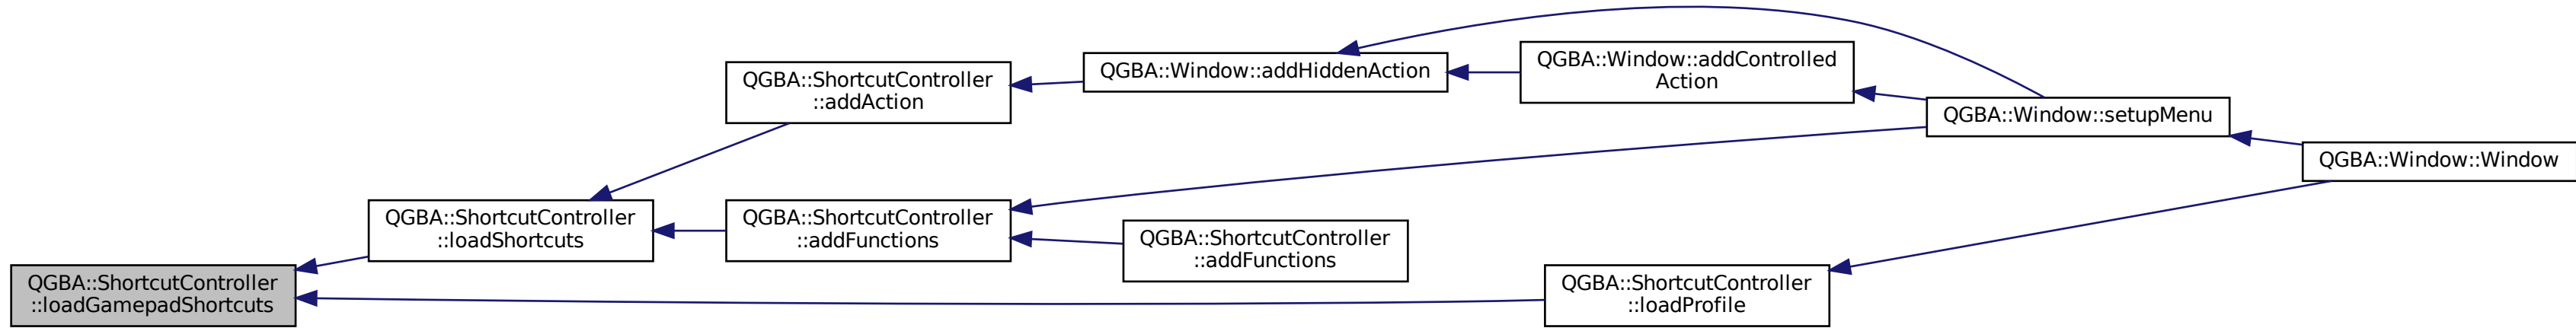 QGBA::ShortcutController
::loadGamepadShortcuts
QGBA::ShortcutController
::loadShortcuts
QGBA::ShortcutController
::addAction
QGBA::Window::addHiddenAction
QGBA::Window::addControlled
Action
QGBA::Window::setupMenu
QGBA::Window::Window
QGBA::ShortcutController
::addFunctions
QGBA::ShortcutController
::addFunctions
QGBA::ShortcutController
::loadProfile